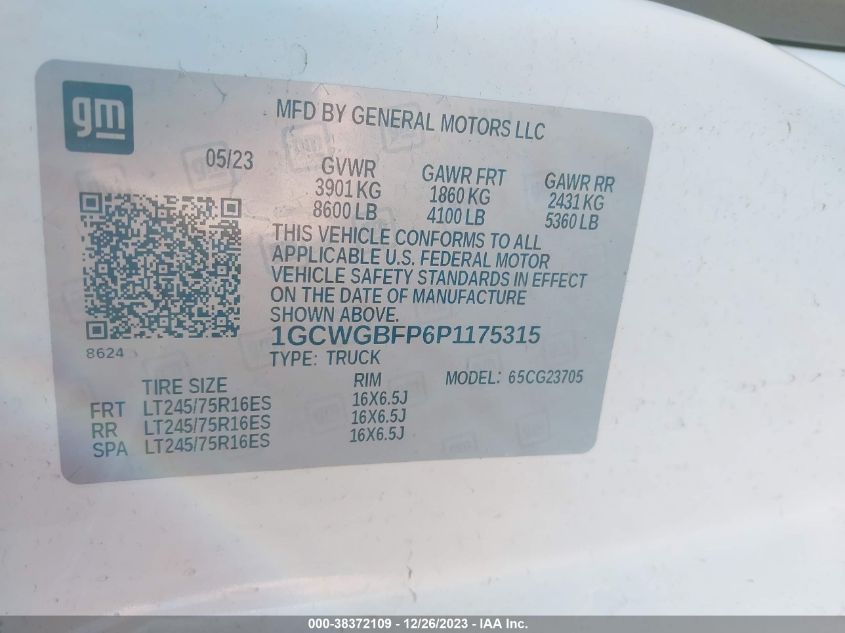 gm
MFD BY GENERAL MOTORS LLC
05/23
GVWR GAWR FRT GAWR RR
3901 KG 1860 KG 2431 KG
8600 LB 4100 LB 5360 LB
THIS VEHICLE CONFORMS TO ALL
APPLICABLE U.S. FEDERAL MOTOR
VEHICLE SAFETY STANDARDS IN EFFECT
ON THE DATE OF MANUFACTURE
SHOWN ABOVE.
8624
1GCWGBFP6P1175315
TYPE: TRUCK
TIRE SIZE RIM MODEL: 65CG23705
FRT LT245/75R16ES 16X6.5J
RR LT245/75R16ES 16X6.5J
SPA LT245/75R16ES 16X6.5J
000-38372109 - 12/26/2023 - IAA Inc.